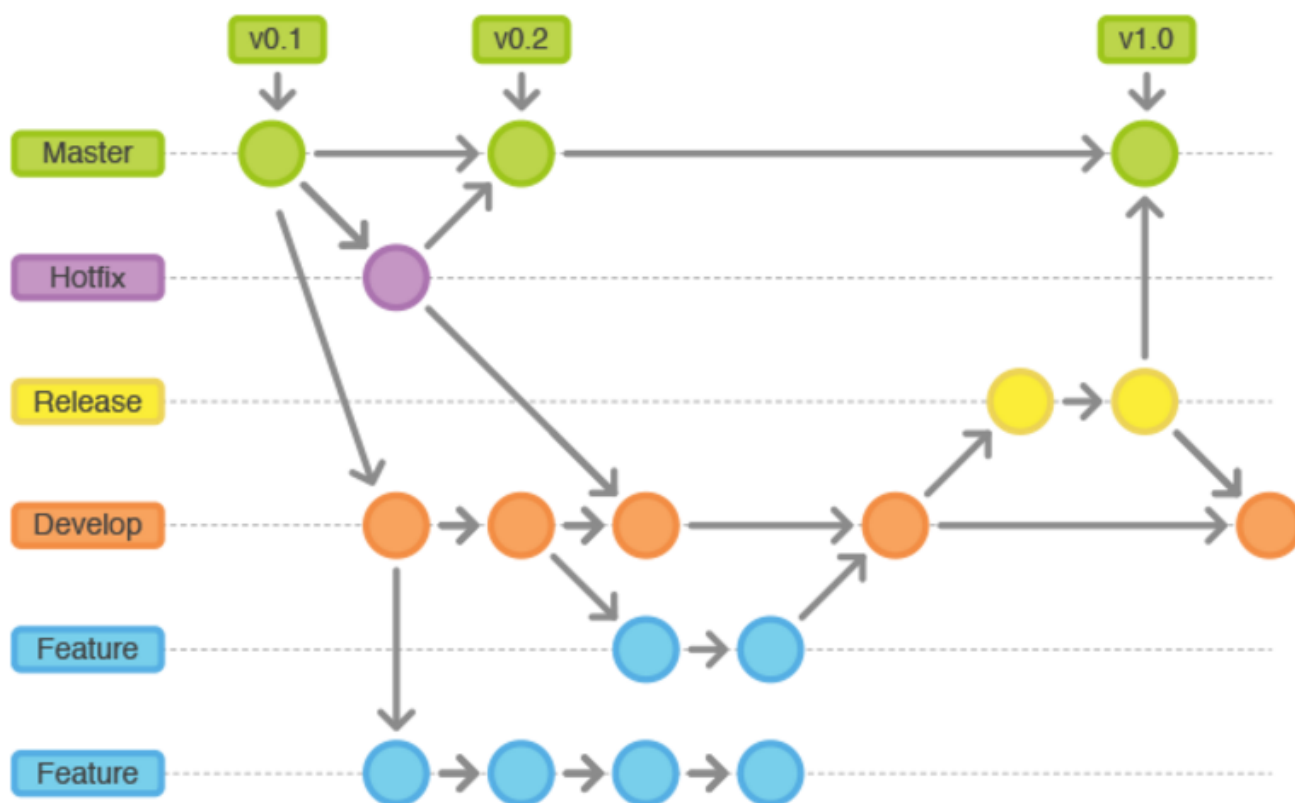 v0.1
v0.2
v1.0
Master
Hotfix
Release
Develop
Feature
Feature